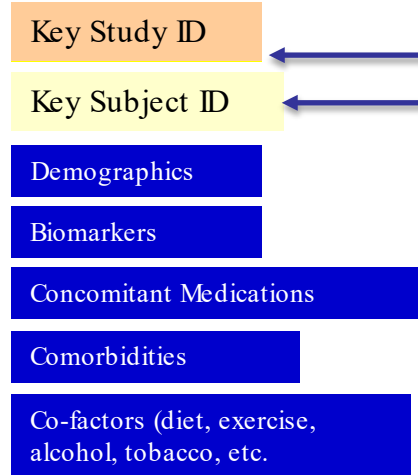 Key Study ID
Key Subject ID
Demographics
Biomarkers
Concomitant Medications
Comorbidities
Co-factors (diet, exercise,
alcohol, tobacco, etc.